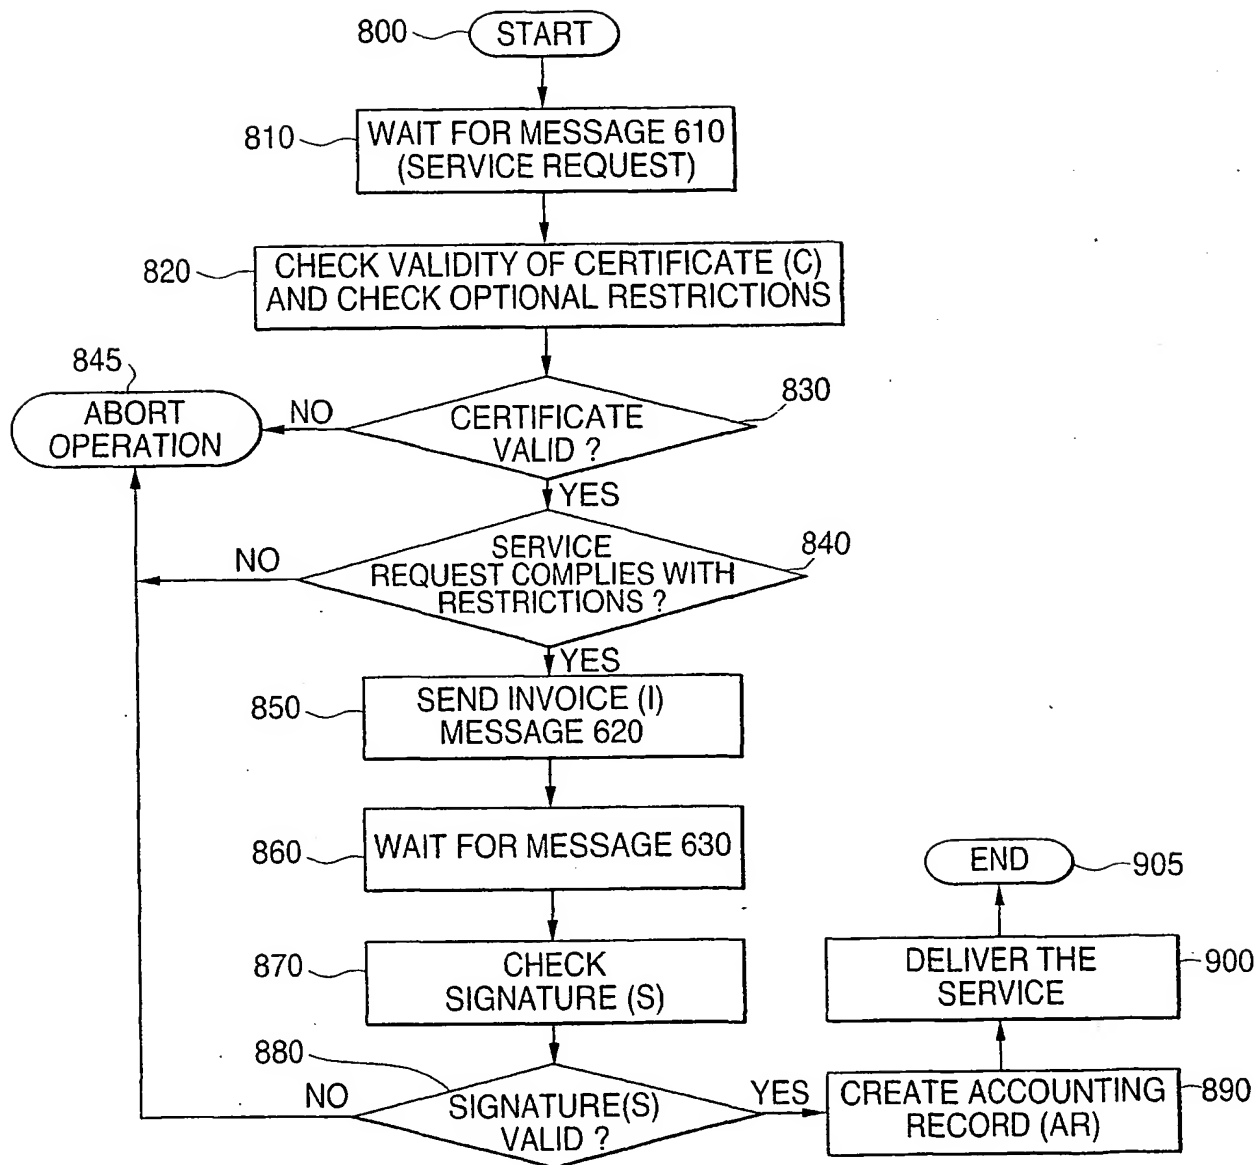 800
START
810
WAIT FOR MESSAGE 610
(SERVICE REQUEST)
820
CHECK VALIDITY OF CERTIFICATE (C)
AND CHECK OPTIONAL RESTRICTIONS
845
ABORT
OPERATION
NO
830
CERTIFICATE
VALID ?
YES
840
NO
SERVICE
REQUEST COMPLIES WITH
RESTRICTIONS ?
YES
850
SEND INVOICE (I)
MESSAGE 620
860
WAIT FOR MESSAGE 630
END
905
870
CHECK
SIGNATURE (S)
DELIVER THE
SERVICE
900
880
NO
SIGNATURE(S)
VALID ?
YES
CREATE ACCOUNTING
RECORD (AR)
890